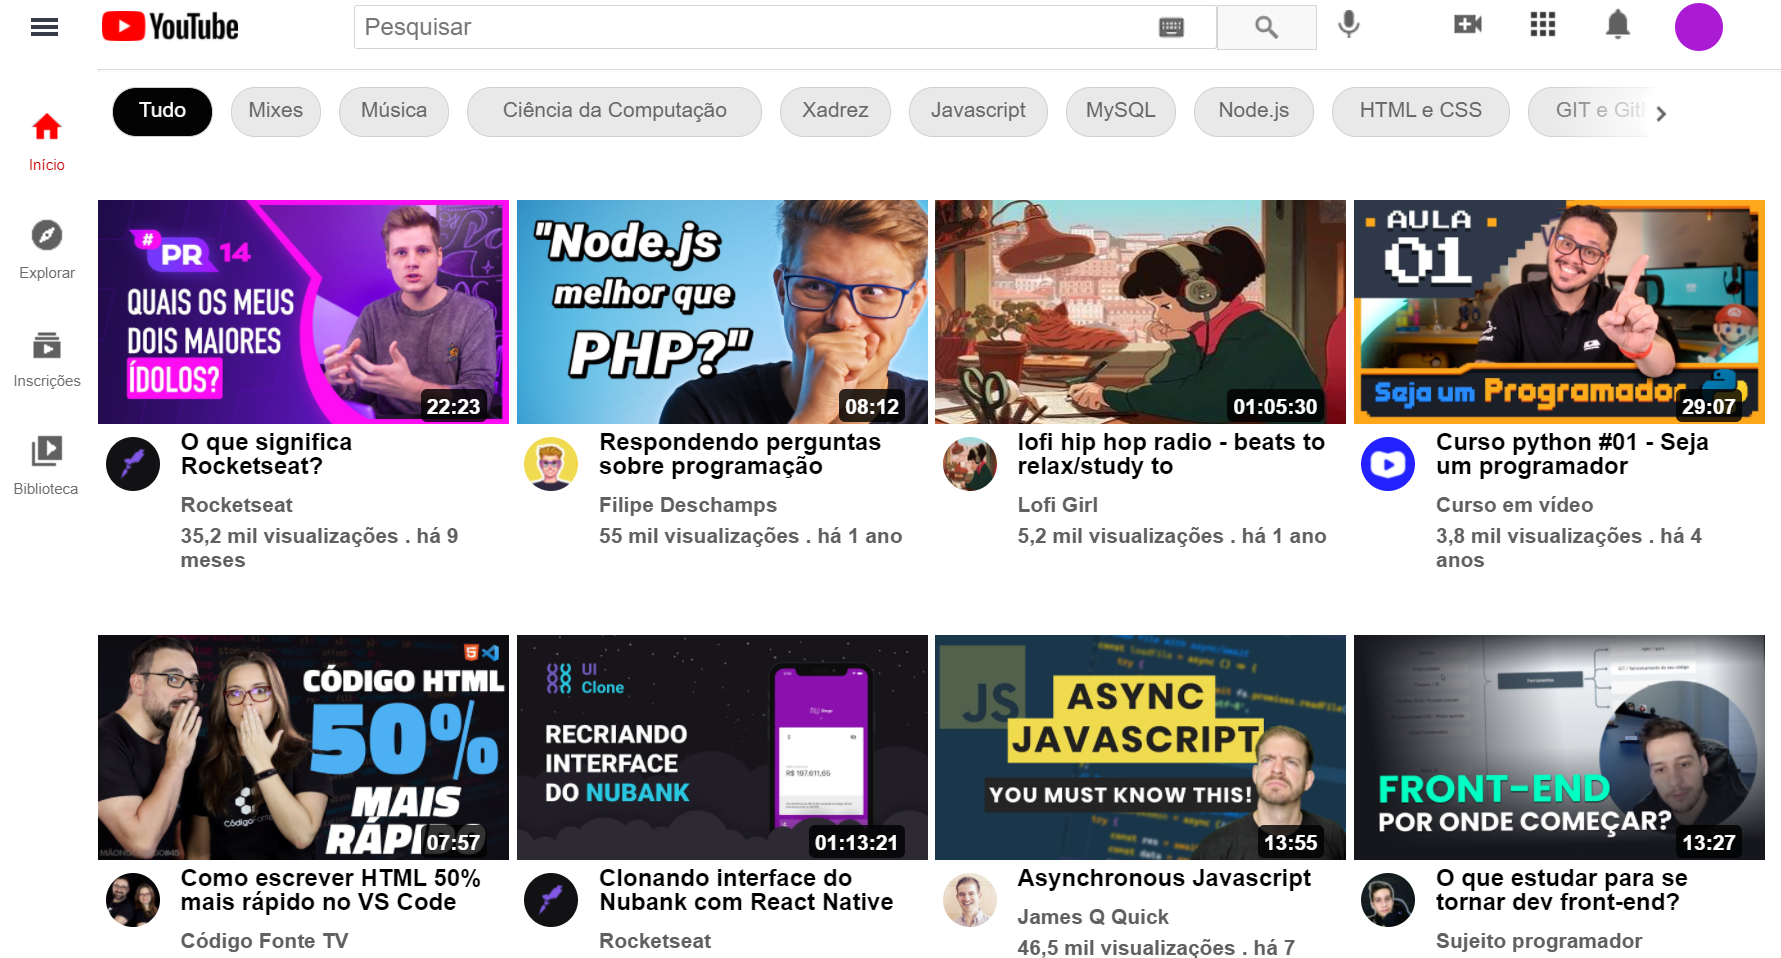 YouTube
Pesquisar
Tudo
Mixes
Música
Ciência da Computação
Xadrez
Javascript
MySQL
Node.js
HTML e CSS
GIT e Gith
Início
Explorar
Inscrições
Biblioteca
# PR 14
QUAIS OS MEUS
DOIS MAIORES
ÍDOLOS?
22:23
"Node.js
melhor que
PHP?"
08:12
01:05:30
AULA
01
Seja um Programador
29:07
O que significa
Rocketseat?
Rocketseat
35,2 mil visualizações . há 9
meses
Respondendo perguntas
sobre programação
Filipe Deschamps
55 mil visualizações . há 1 ano
lofi hip hop radio - beats to
relax/study to
Lofi Girl
5,2 mil visualizações . há 1 ano
Curso python #01 - Seja
um programador
Curso em vídeo
3,8 mil visualizações . há 4
anos
CÓDIGO HTML
50%
MAIS
RÁPI
07:57
UI
Clone
RECRIANDO
INTERFACE
DO NUBANK
R$ 197.611,65
01:13:21
JS
ASYNC
JAVASCRIPT
YOU MUST KNOW THIS!
13:55
Ferramentas
FRONT-END
POR ONDE COMEÇAR?
13:27
Como escrever HTML 50%
mais rápido no VS Code
Código Fonte TV
Clonando interface do
Nubank com React Native
Rocketseat
Asynchronous Javascript
James Q Quick
46,5 mil visualizações . há 7
O que estudar para se
tornar dev front-end?
Sujeito programador